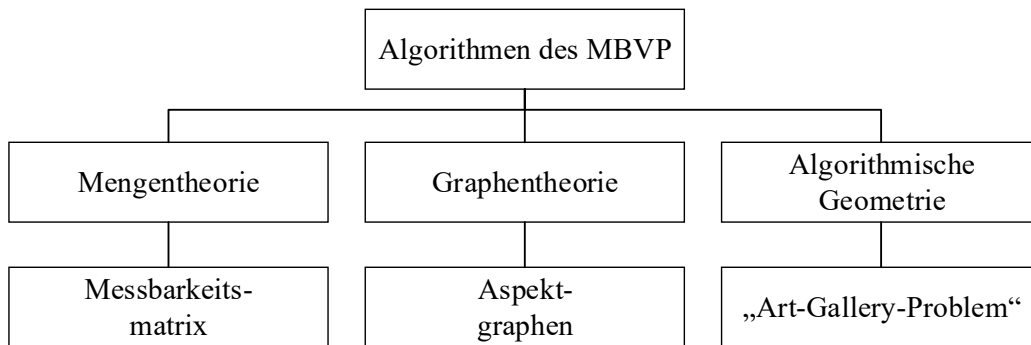 Algorithmen des MBVP
Mengentheorie
Graphentheorie
Algorithmische
Geometrie
Messbarkeits-
matrix
Aspekt-
graphen
„Art-Gallery-Problem“